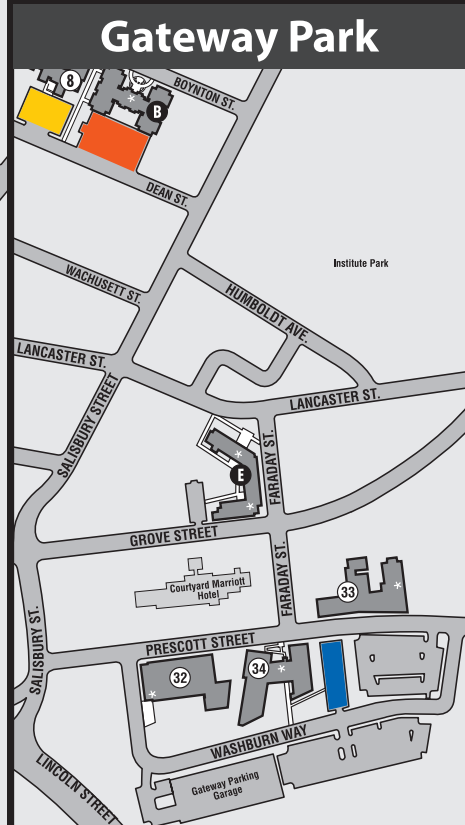 Gateway Park
8
BOYNTON ST.
B
DEAN ST.
Institute Park
WACHUSETT ST.
HUMBOLDT AVE.
LANCASTER ST.
LANCASTER ST.
SALISBURY STREET
FARADAY ST.
E
GROVE STREET
Courtyard Marriott
Hotel
FARADAY ST.
33
SALISBURY ST.
PRESCOTT STREET
32
34
WASHBURN WAY
LINCOLN STREET
Gateway Parking
Garage